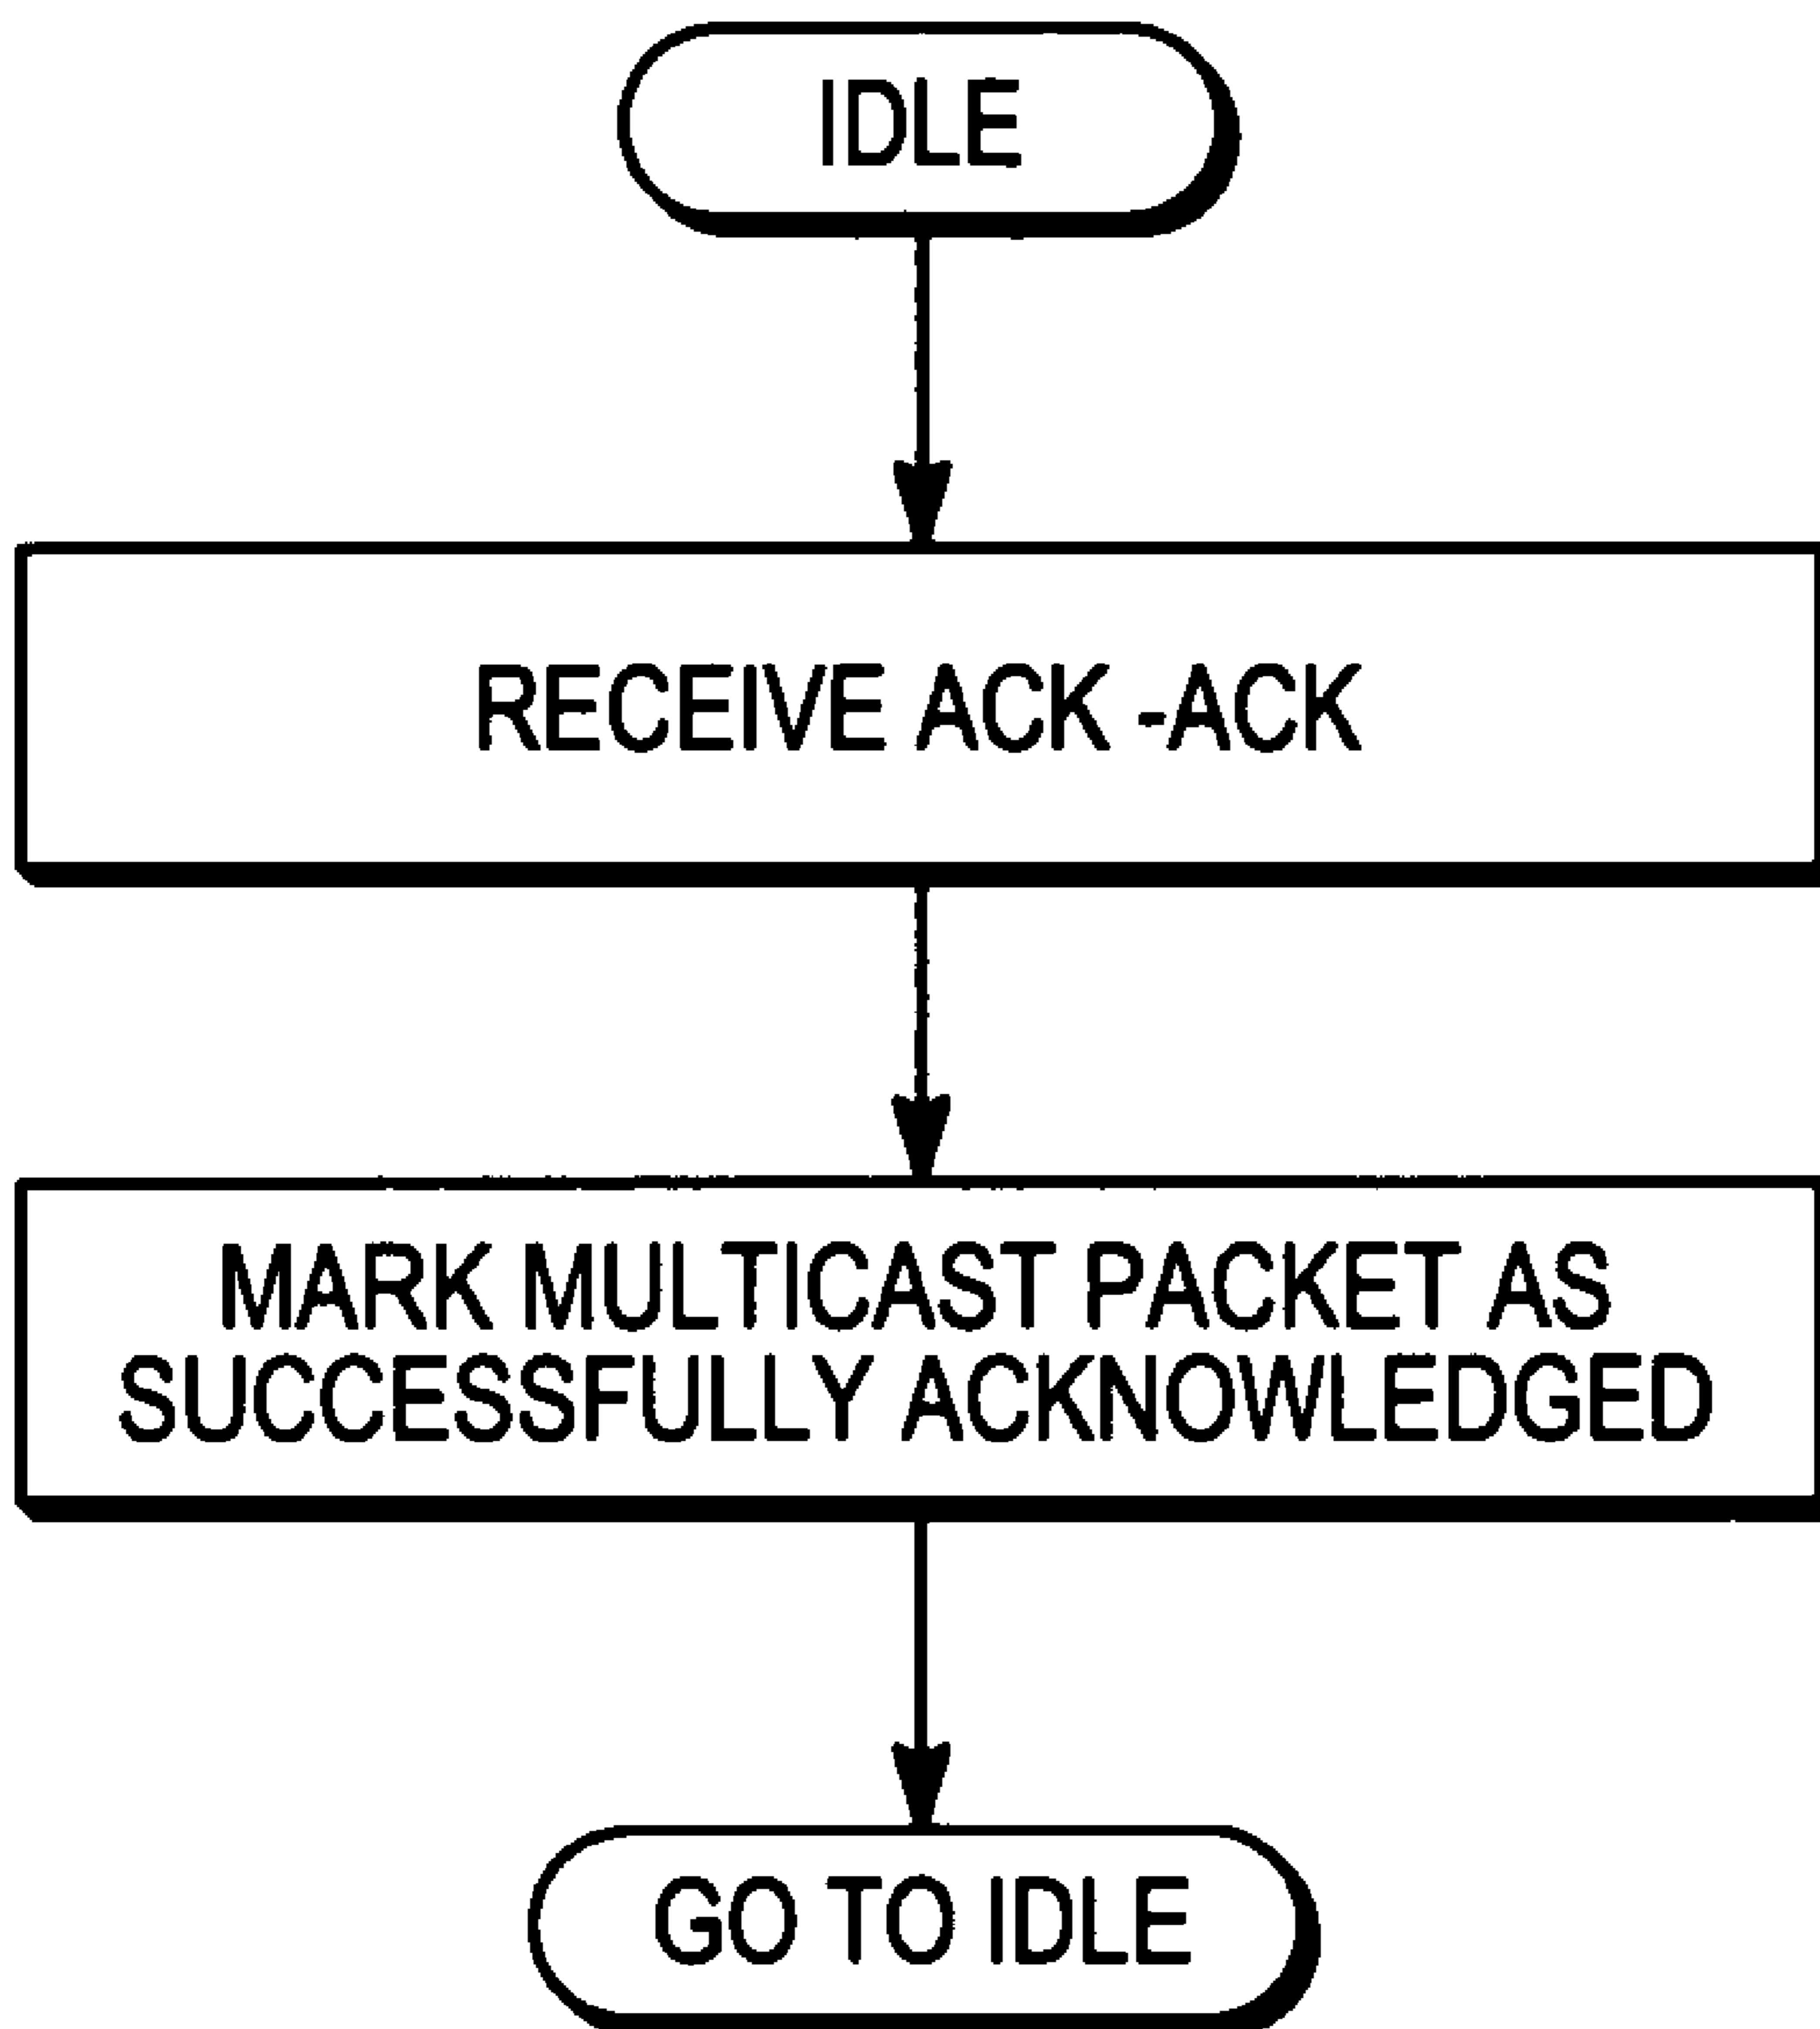 IDLE
RECEIVE ACK -ACK
MARK MULTICAST PACKET AS
SUCCESSFULLY ACKNOWLEDGED
GO TO IDLE